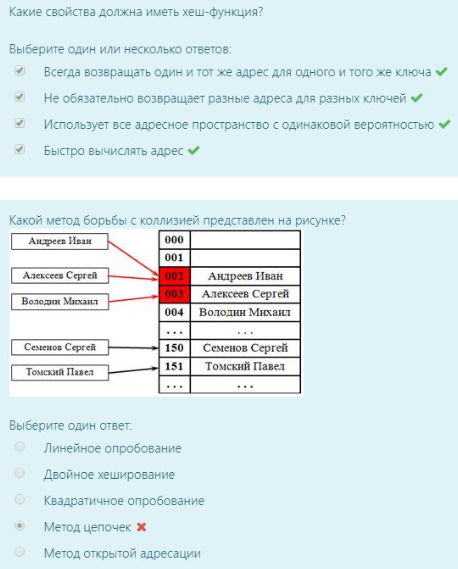 Какие свойства должна иметь хеш-функция?
Выберите один или несколько ответов:
Всегда возвращать один и тот же адрес для одного и того же ключа
Не обязательно возвращает разные адреса для разных ключей
Использует все адресное пространство с одинаковой вероятностью
Быстро вычислять адрес
Какой метод борьбы с коллизией представлен на рисунке?
Андреев Иван
000
001
Алексеев Сергей
002 Андреев Иван
Володин Михаил
003 Алексеев Сергей
004 Володин Михаил
... ...
Семенов Сергей
150 Семенов Сергей
Томский Павел
151 Томский Павел
... ...
Выберите один ответ:
Линейное опробование
Двойное хеширование
Квадратичное опробование
Метод цепочек
Метод открытой адресации